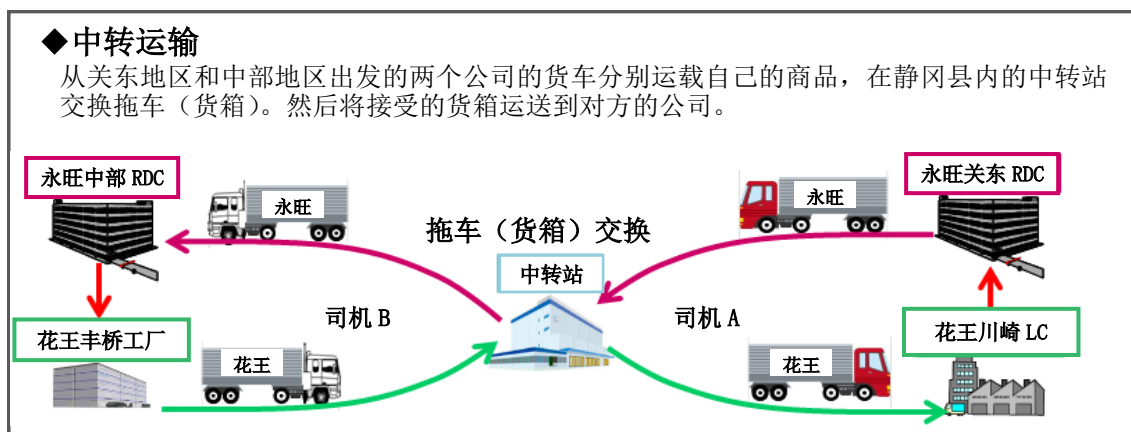 ◆中转运输
从关东地区和中部地区出发的两个公司的货车分别运载自己的商品，在静冈县内的中转站
交换拖车（货箱）。然后将接受的货箱运送到对方的公司。
永旺中部 RDC
永旺
永旺
永旺关东 RDC
拖车（货箱）交换
中转站
司机 B
司机 A
花王丰桥工厂
花王川崎 LC
花王
花王